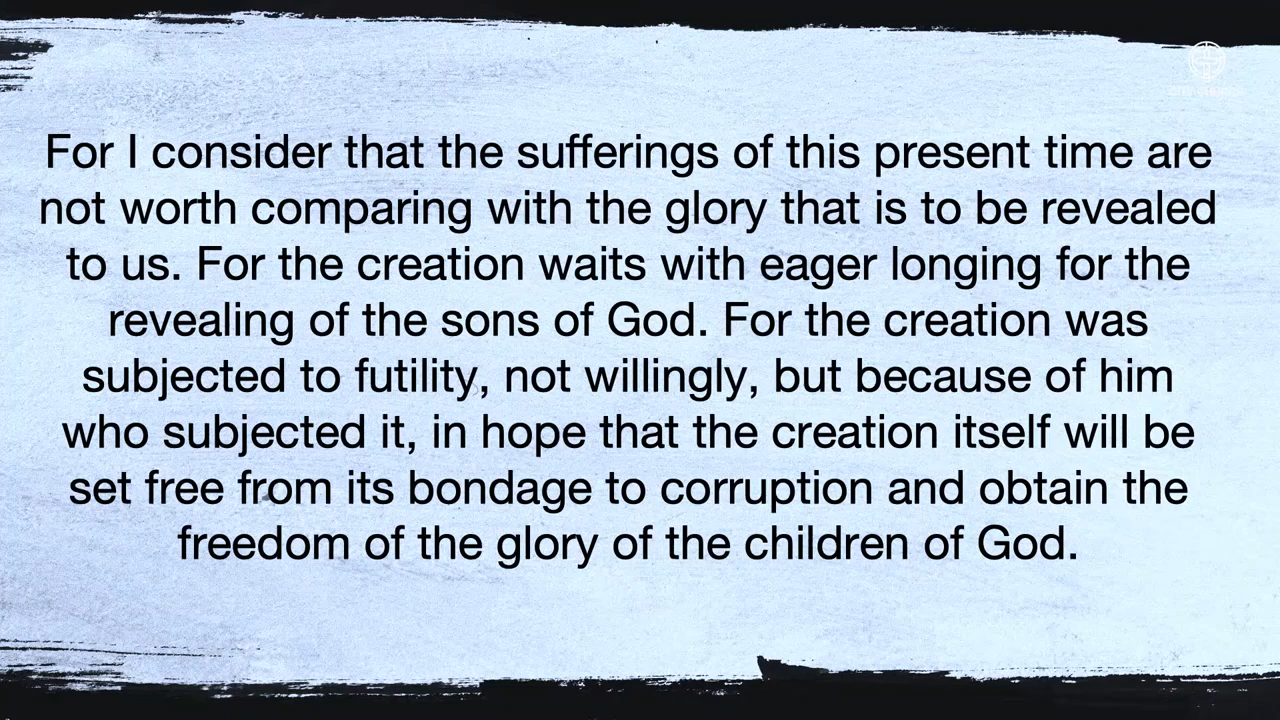 For I consider that the sufferings of this present time are
not worth comparing with the glory that is to be revealed
to us. For the creation waits with eager longing for the
revealing of the sons of God. For the creation was
subjected to futility, not willingly, but because of him
who subjected it, in hope that the creation itself will be
set free from its bondage to corruption and obtain the
freedom of the glory of the children of God.